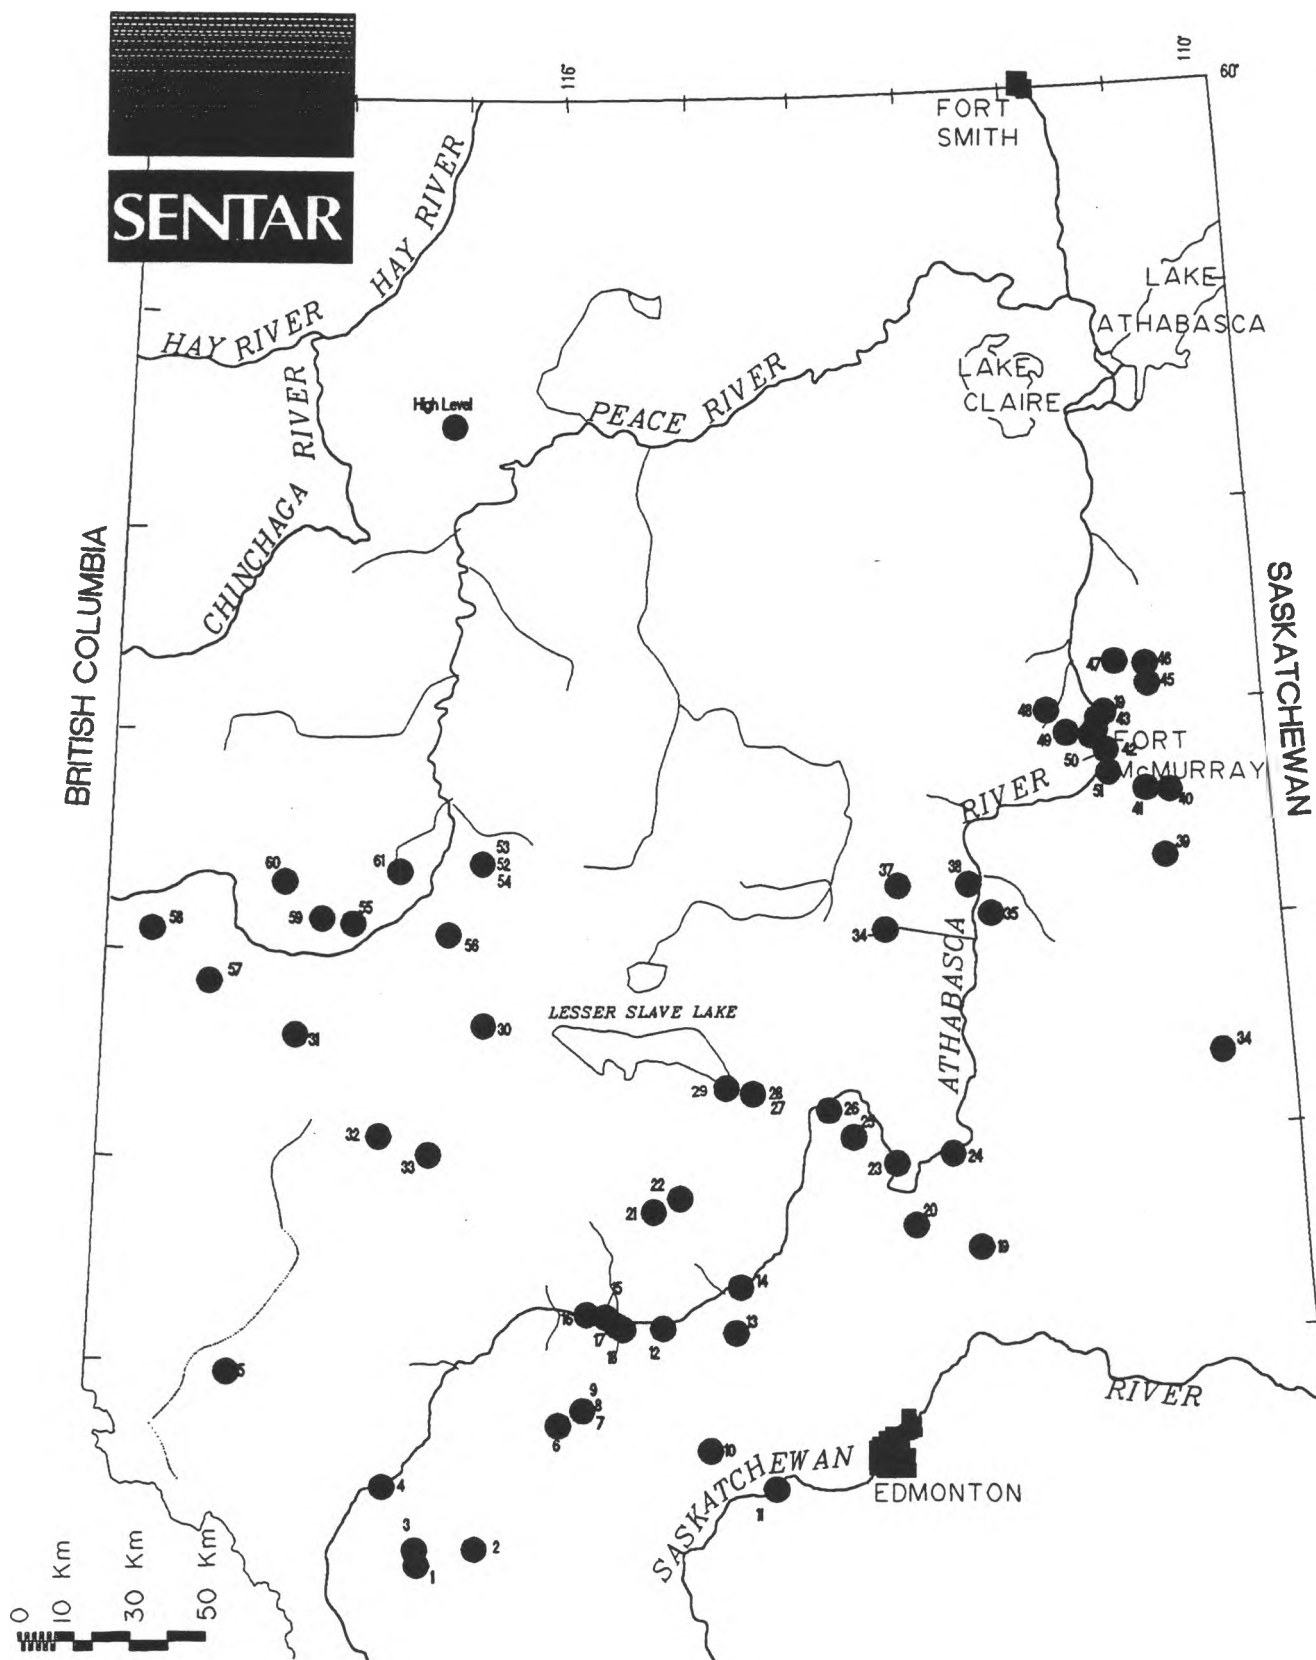 116°
110°
60°
FORT
SMITH
SENTAR
HAY RIVER
HAY RIVER
LAKE
ATHABASCA
LAKE
CLAIRE
CHINCHAGA RIVER
High Level
PEACE RIVER
BRITISH COLUMBIA
SASKATCHEWAN
47
46
45
48
19
43
49
50
42
FORT
McMURRAY
51
41
40
RIVER
39
53
52
54
60
61
37
38
58
59
55
56
34
35
57
ATHABASCA
LESSER SLAVE LAKE
31
30
34
29
28
27
26
25
32
33
23
24
22
21
20
19
14
15
16
17
18
12
13
5
RIVER
9
8
7
6
10
SASKATCHEWAN
11
EDMONTON
4
3
2
1
0
10 Km
30 Km
50 Km